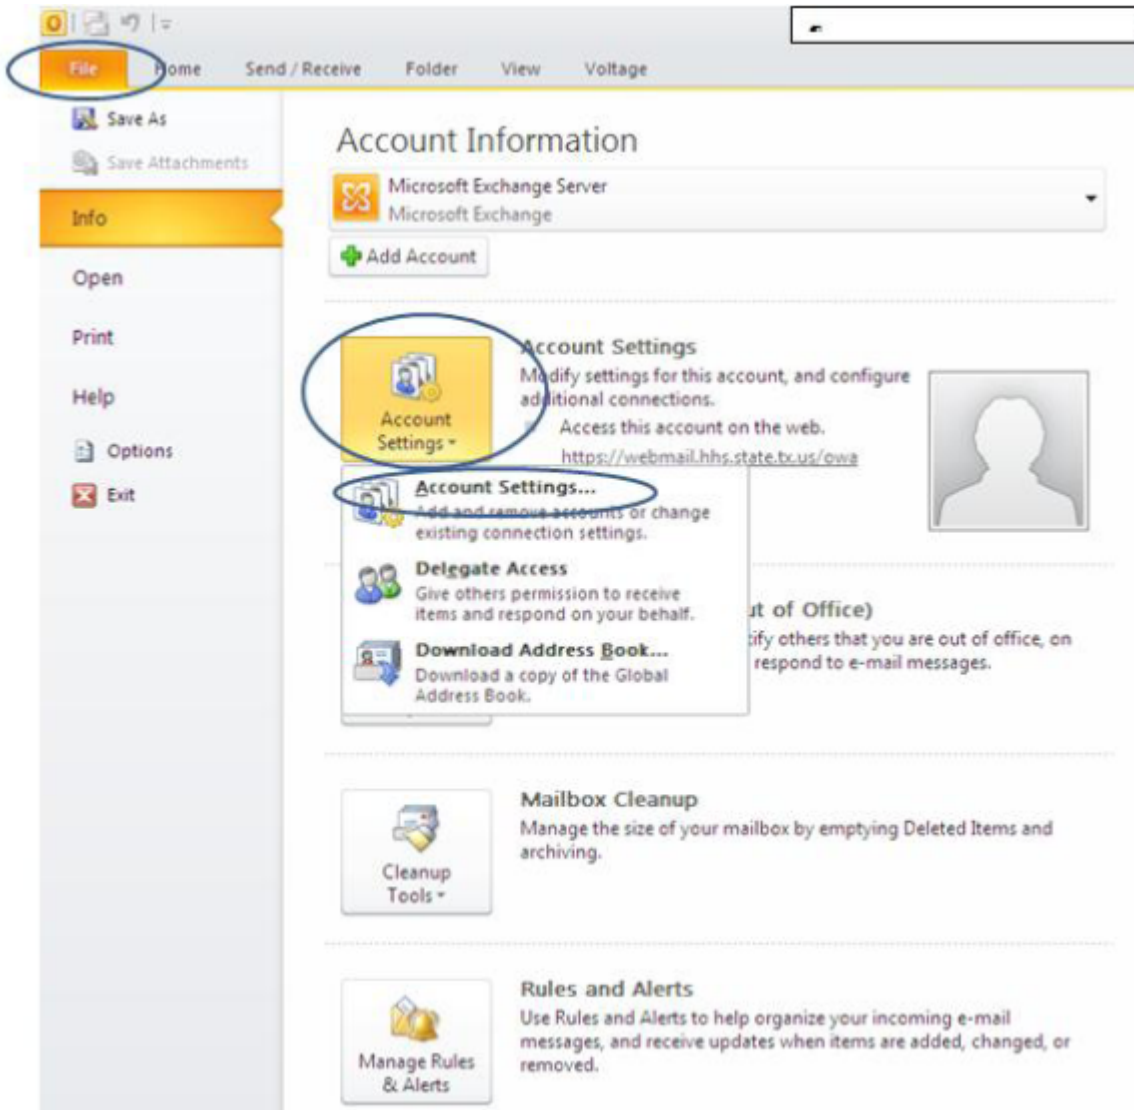 File Home Send / Receive Folder View Voltage
Save As
Save Attachments
Info
Open
Print
Help
Options
Exit
Account Information
Microsoft Exchange Server
Microsoft Exchange
Add Account
Account
Settings
Account Settings
Modify settings for this account, and configure
additional connections.
Access this account on the web.
https://webmail.hhs.state.tx.us/owa
Account Settings...
Add and remove accounts or change
existing connection settings.
Delegate Access
Give others permission to receive
items and respond on your behalf.
Download Address Book...
Download a copy of the Global
Address Book.
of Office)
others that you are out of office, on
respond to e-mail messages.
Cleanup
Tools
Mailbox Cleanup
Manage the size of your mailbox by emptying Deleted Items and
archiving.
Manage Rules
& Alerts
Rules and Alerts
Use Rules and Alerts to help organize your incoming e-mail
messages, and receive updates when items are added, changed, or
removed.